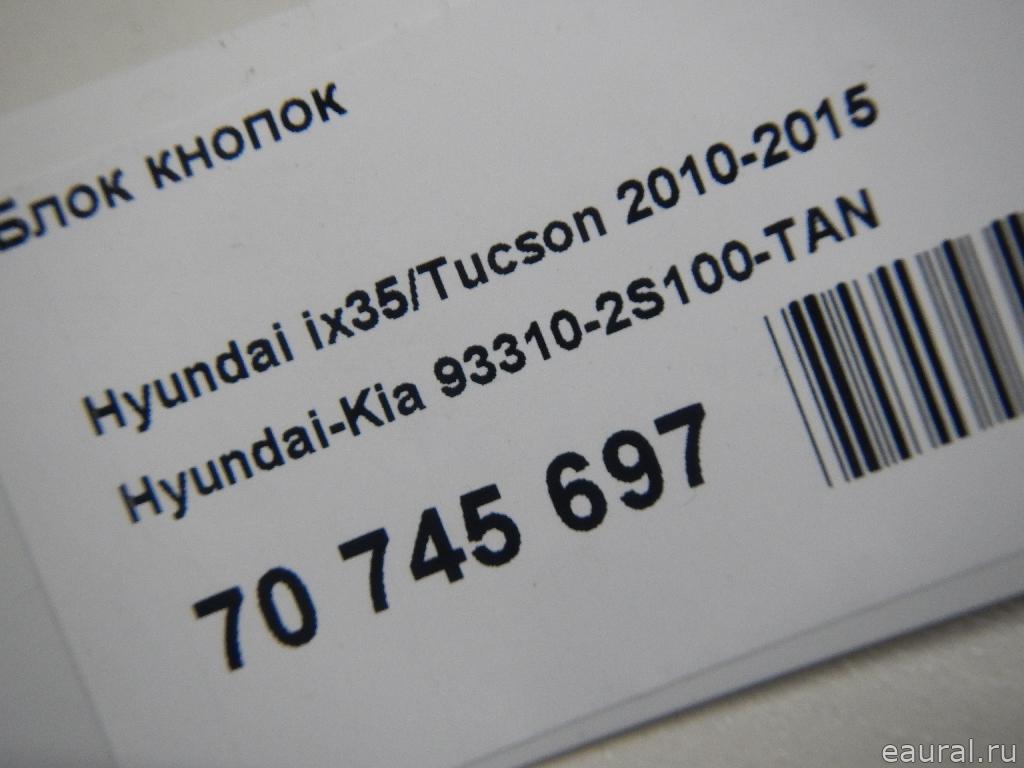 Блок кнопок
Hyundai ix35/Tucson 2010-2015
Hyundai-Kia 93310-2S100-TAN
70 745 697
eaural.ru